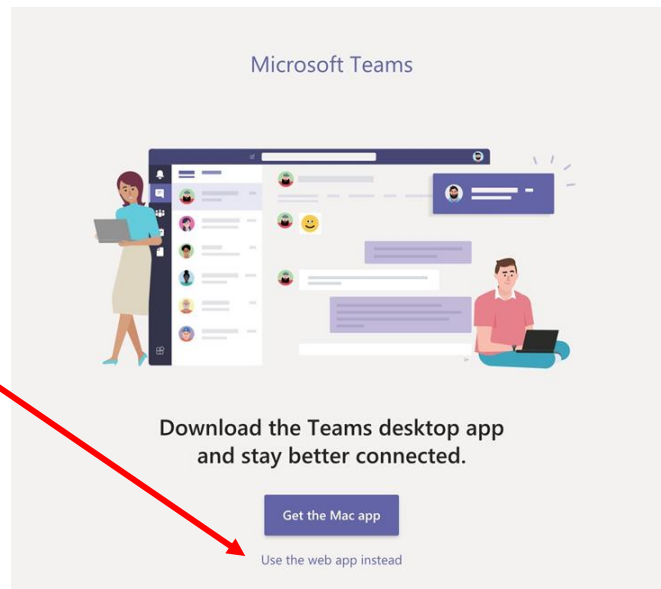 Microsoft Teams
Download the Teams desktop app
and stay better connected.
Get the Mac app
Use the web app instead